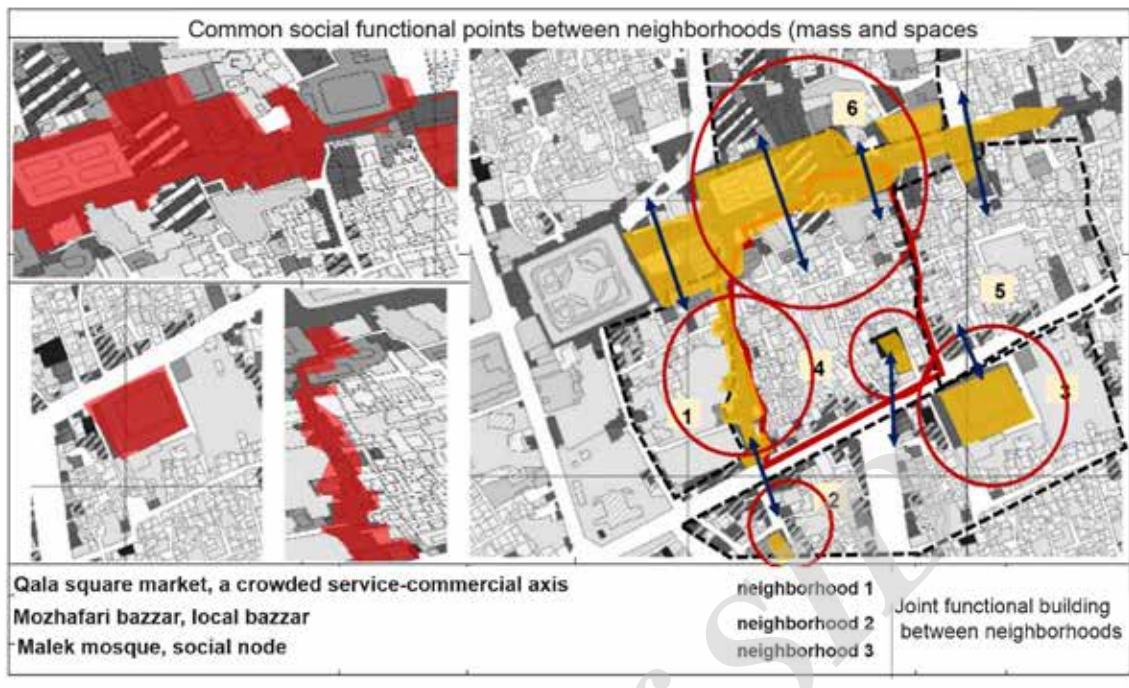 Common social functional points between neighborhoods (mass and spaces
6
5
4
3
1
2
Qala square market, a crowded service-commercial axis
Mozhafari bazzar, local bazzar
Malek mosque, social node
neighborhood 1
neighborhood 2
neighborhood 3
Joint functional building
between neighborhoods